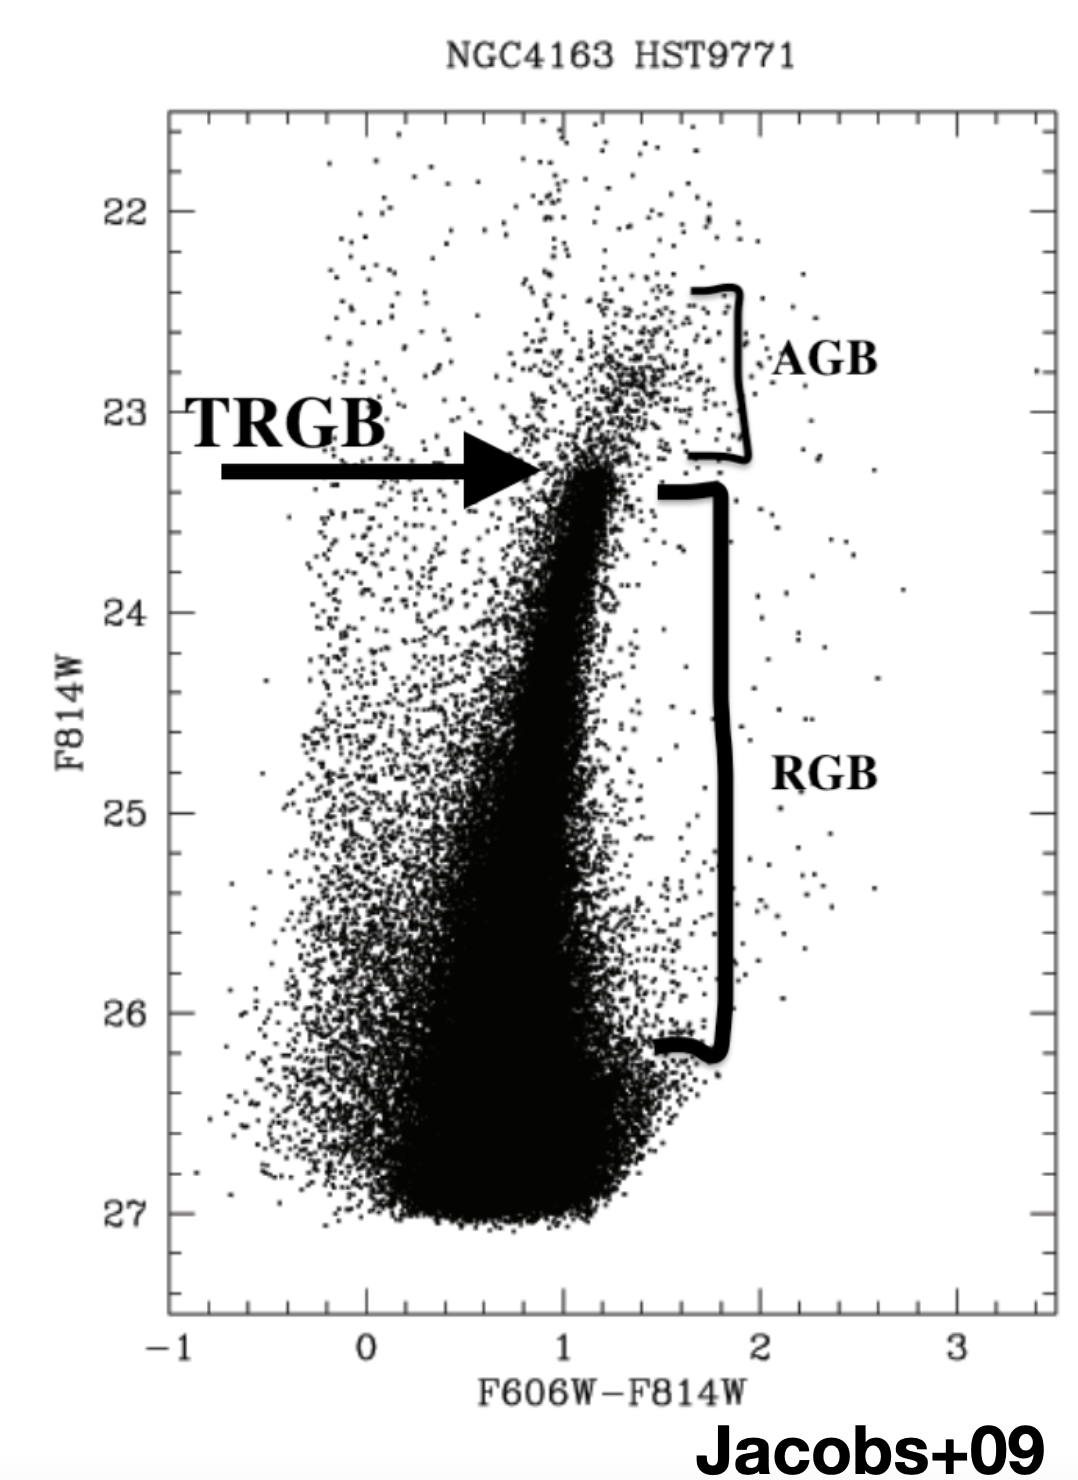 NGC4163 HST9771
22
AGB
23
TRGB
24
F814W
RGB
25
26
27
−1 0 1 2 3
F606W−F814W
Jacobs+09